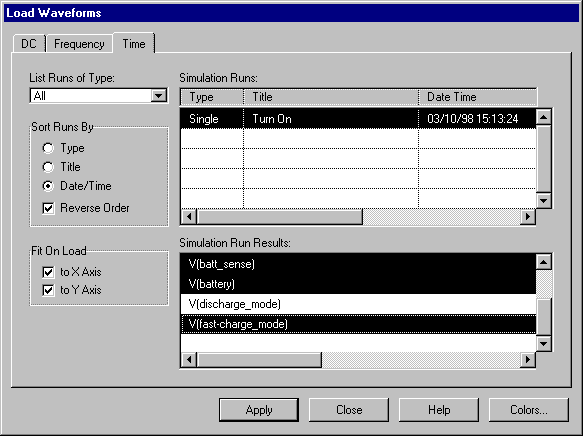 Load Waveforms
DC Frequency Time
List Runs of Type:
All
Sort Runs By
Type
Title
Date/Time
Reverse Order
Fit On Load
to X Axis
to Y Axis
Simulation Runs:
Type Title Date Time
Single Turn On 03/10/98 15:13:24
Simulation Run Results:
V(batt_sense)
V(battery)
V(discharge_mode)
V(fast-charge_mode)
Apply Close Help Colors...